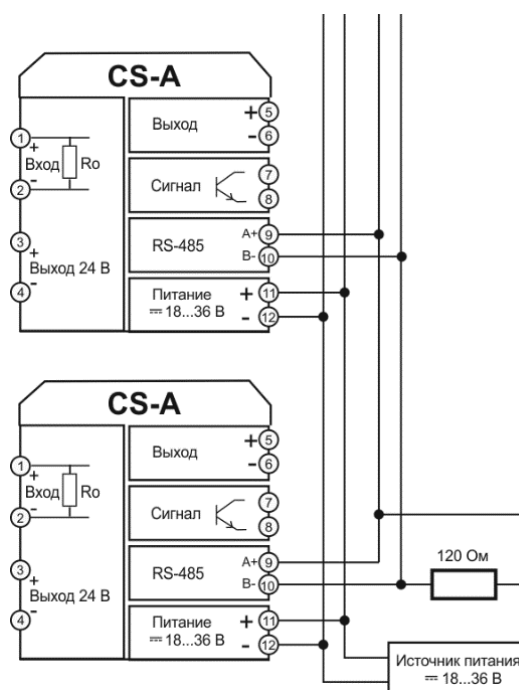 CS-A
Выход
+ 5
- 6
1
+
Вход
Ro
-
2
Сигнал
7
8
3
+
Выход 24 В
-
4
RS-485
A+ 9
B- 10
Питание
+ 11
⎓ 18...36 В
- 12
CS-A
Выход
+ 5
- 6
1
+
Вход
Ro
-
2
Сигнал
7
8
3
+
Выход 24 В
-
4
RS-485
A+ 9
B- 10
Питание
+ 11
⎓ 18...36 В
- 12
120 Ом
Источник питания
⎓ 18...36 В